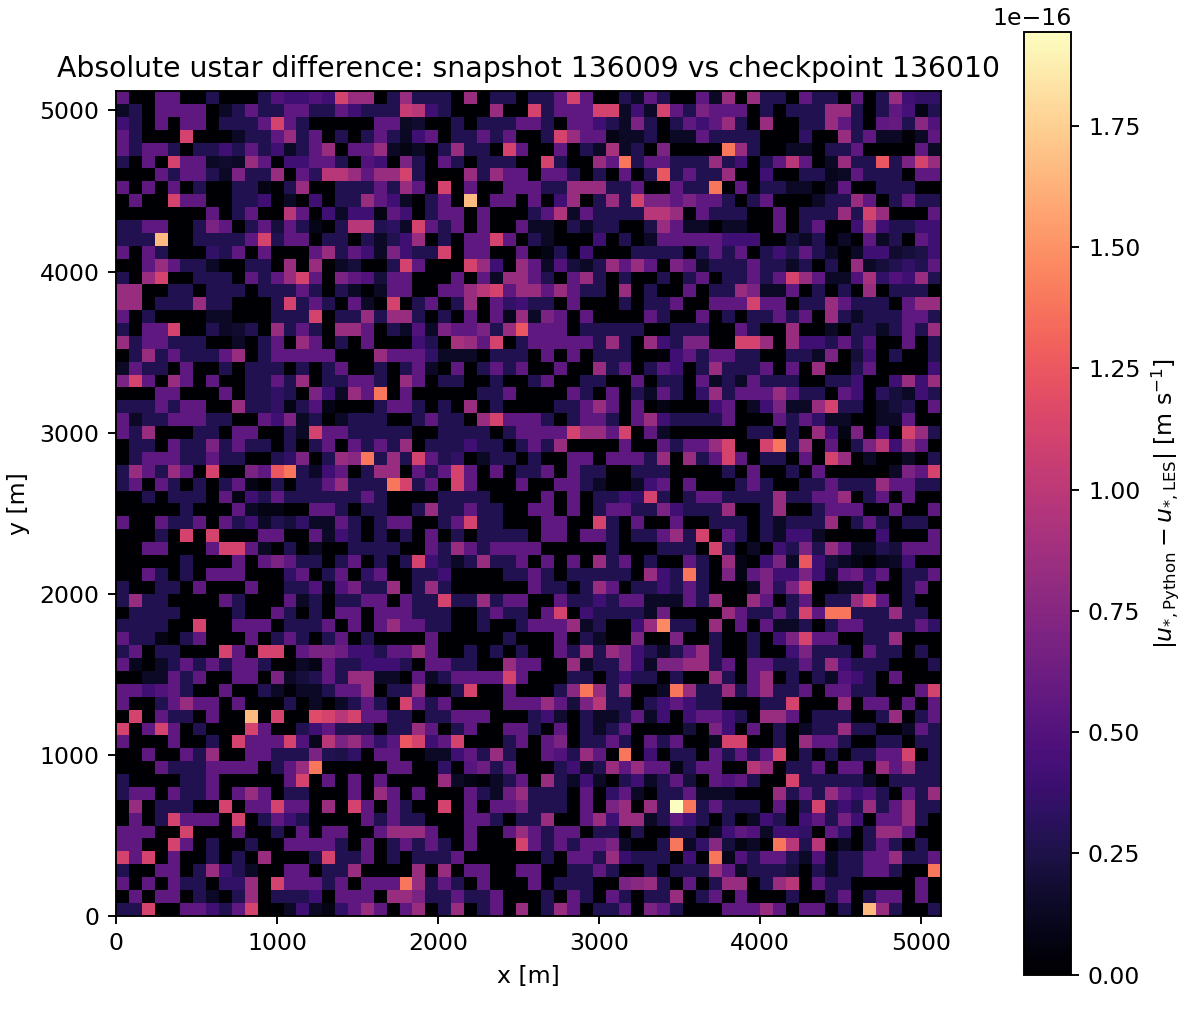 1e−16
Absolute ustar difference: snapshot 136009 vs checkpoint 136010
5000
4000
3000
2000
1000
0
y [m]
0 1000 2000 3000 4000 5000
x [m]
1.75
1.50
1.25
1.00
0.75
0.50
0.25
0.00
|u*, Python − u*, LES| [m s−1]